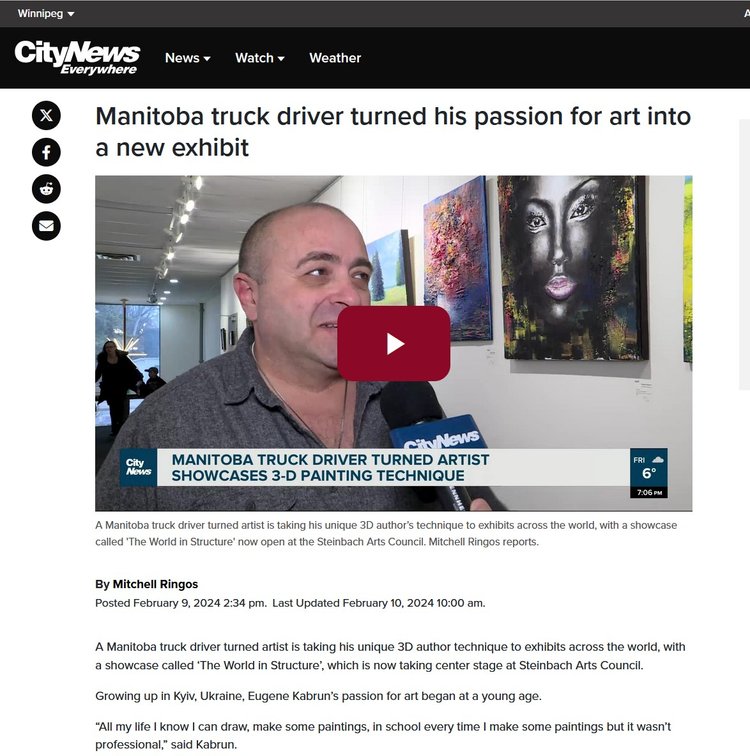 Winnipeg
CityNews
Everywhere
News
Watch
Weather
Manitoba truck driver turned his passion for art into
a new exhibit
CityNews
City
News
MANITOBA TRUCK DRIVER TURNED ARTIST
SHOWCASES 3-D PAINTING TECHNIQUE
FRI
6°
7:06 PM
A Manitoba truck driver turned artist is taking his unique 3D author's technique to exhibits across the world, with a showcase
called 'The World in Structure' now open at the Steinbach Arts Council. Mitchell Ringos reports.
By Mitchell Ringos
Posted February 9, 2024 2:34 pm. Last Updated February 10, 2024 10:00 am.
A Manitoba truck driver turned artist is taking his unique 3D author technique to exhibits across the world, with
a showcase called ‘The World in Structure’, which is now taking center stage at Steinbach Arts Council.
Growing up in Kyiv, Ukraine, Eugene Kabrun’s passion for art began at a young age.
“All my life I know I can draw, make some paintings, in school every time I make some paintings but it wasn’t
professional,” said Kabrun.